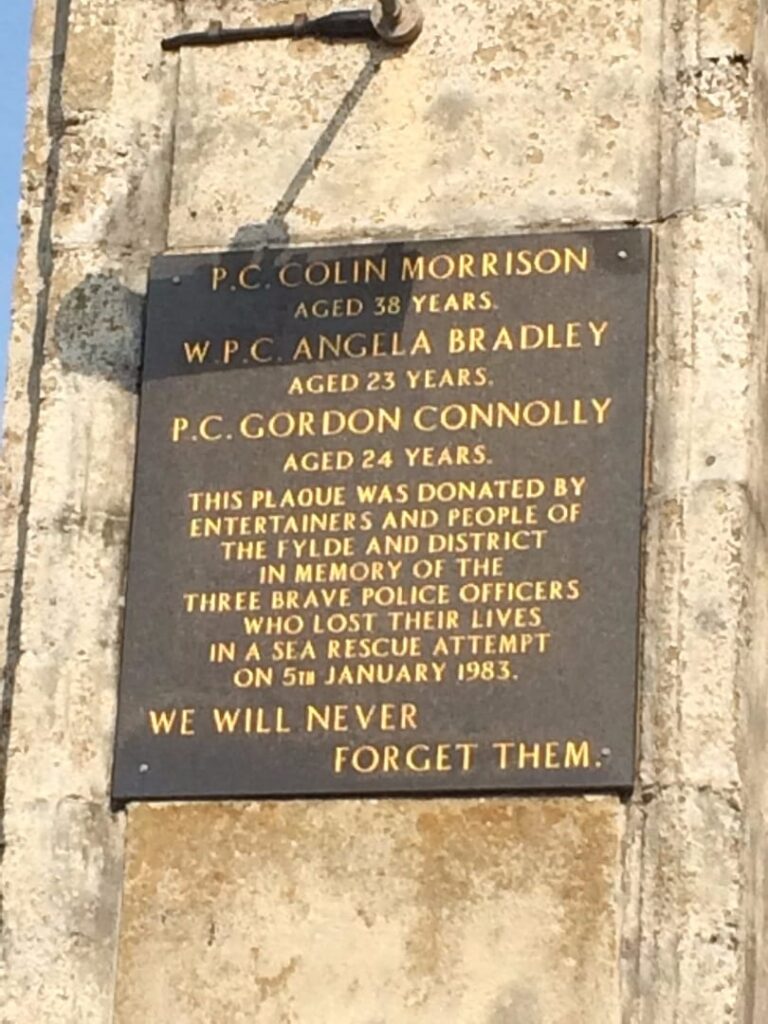 P.C. COLIN MORRISON
AGED 38 YEARS.
W.P.C. ANGELA BRADLEY
AGED 23 YEARS.
P.C. GORDON CONNOLLY
AGED 24 YEARS.
THIS PLAQUE WAS DONATED BY
ENTERTAINERS AND PEOPLE OF
THE FYLDE AND DISTRICT
IN MEMORY OF THE
THREE BRAVE POLICE OFFICERS
WHO LOST THEIR LIVES
IN A SEA RESCUE ATTEMPT
ON 5TH JANUARY 1983.
WE WILL NEVER
FORGET THEM.